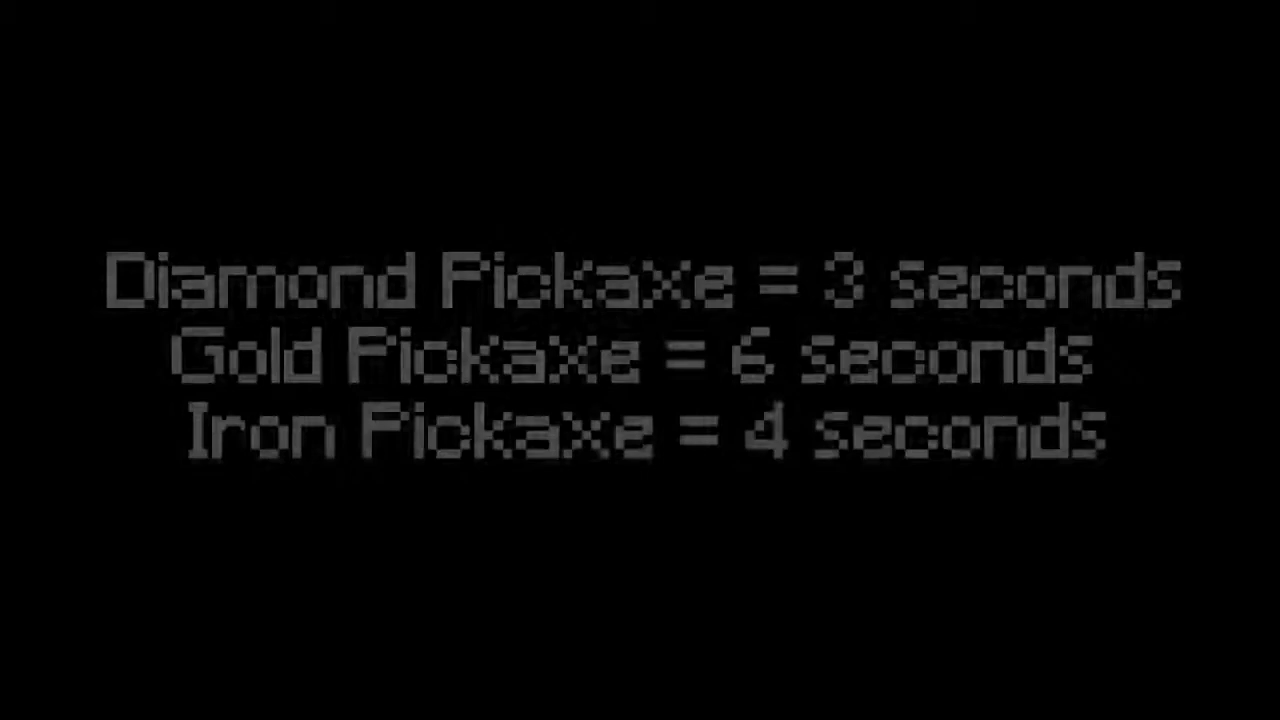 Diamond Pickaxe = 3 seconds
Gold Pickaxe = 6 seconds
Iron Pickaxe = 4 seconds